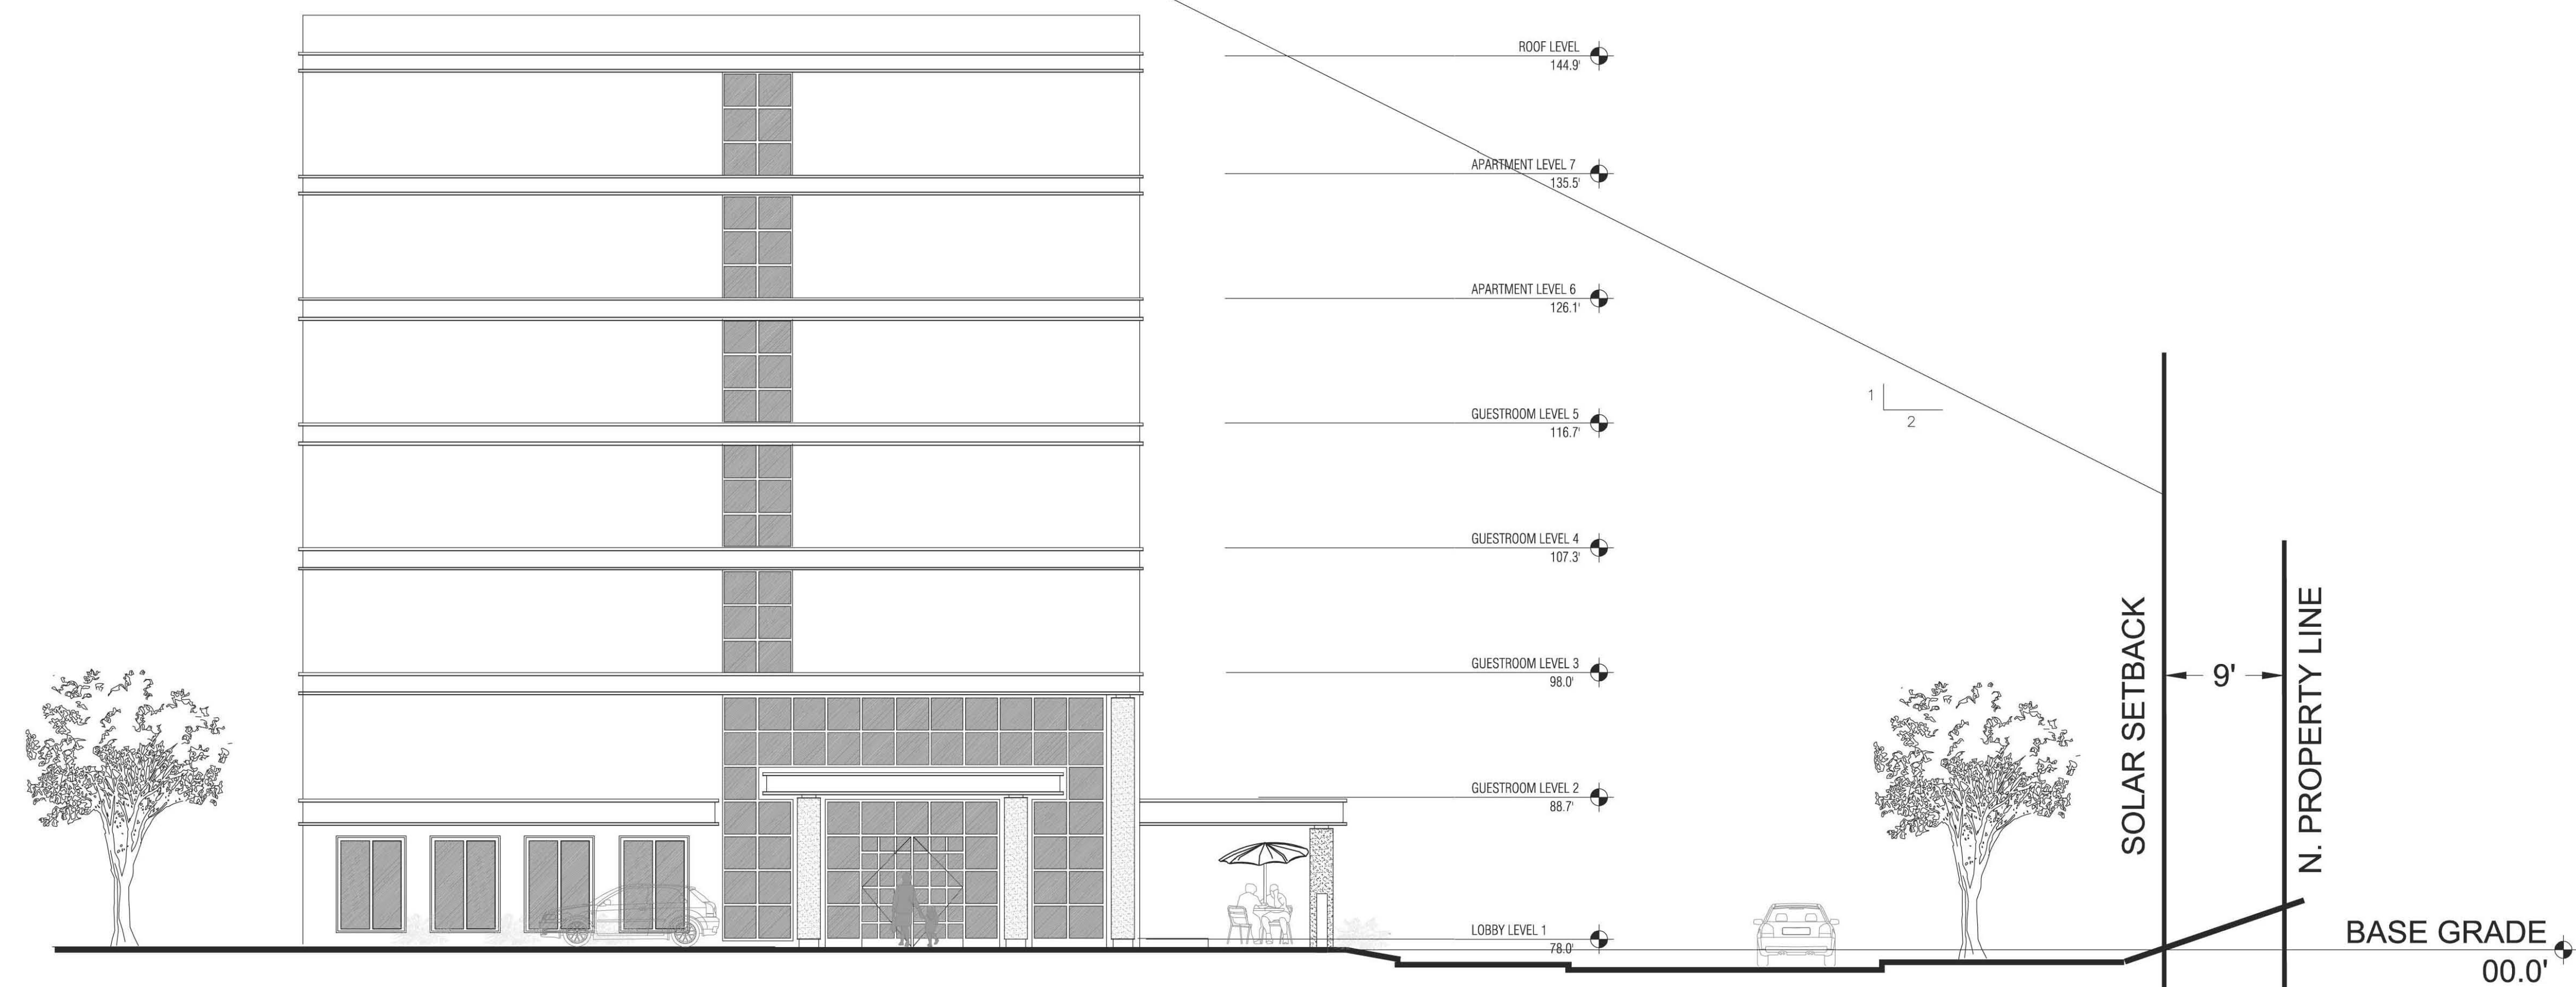 ROOF LEVEL
144.9'
APARTMENT LEVEL 7
135.5'
APARTMENT LEVEL 6
126.1'
GUESTROOM LEVEL 5
116.7'
1
2
GUESTROOM LEVEL 4
107.3'
GUESTROOM LEVEL 3
98.0'
GUESTROOM LEVEL 2
88.7'
LOBBY LEVEL 1
78.0'
SOLAR SETBACK
9'
N. PROPERTY LINE
BASE GRADE
00.0'